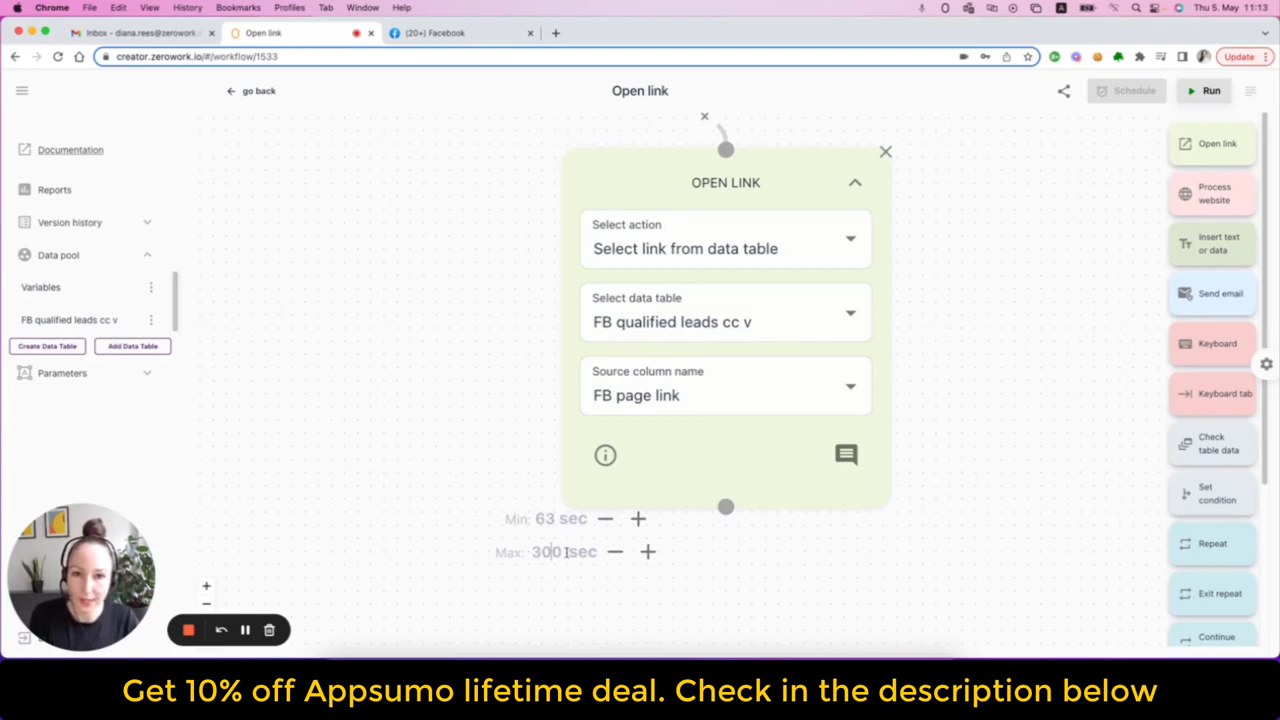 Chrome File Edit View History Bookmarks Profiles Tab Window Help
Thu 5. May 11:13
Inbox - diana.rees@zerowork.
Open link
(20+) Facebook
creator.zerowork.io/#/workflow/1533
Update
go back
Open link
Schedule
Run
Documentation
Reports
Version history
Data pool
Variables
FB qualified leads cc v
Create Data Table
Add Data Table
Parameters
OPEN LINK
Select action
Select link from data table
Select data table
FB qualified leads cc v
Source column name
FB page link
Min: 63 sec
Max: 300 sec
Open link
Process
website
Insert text
or data
Send email
Keyboard
Keyboard tab
Check
table data
Set
condition
Repeat
Exit repeat
Continue
Get 10% off Appsumo lifetime deal. Check in the description below